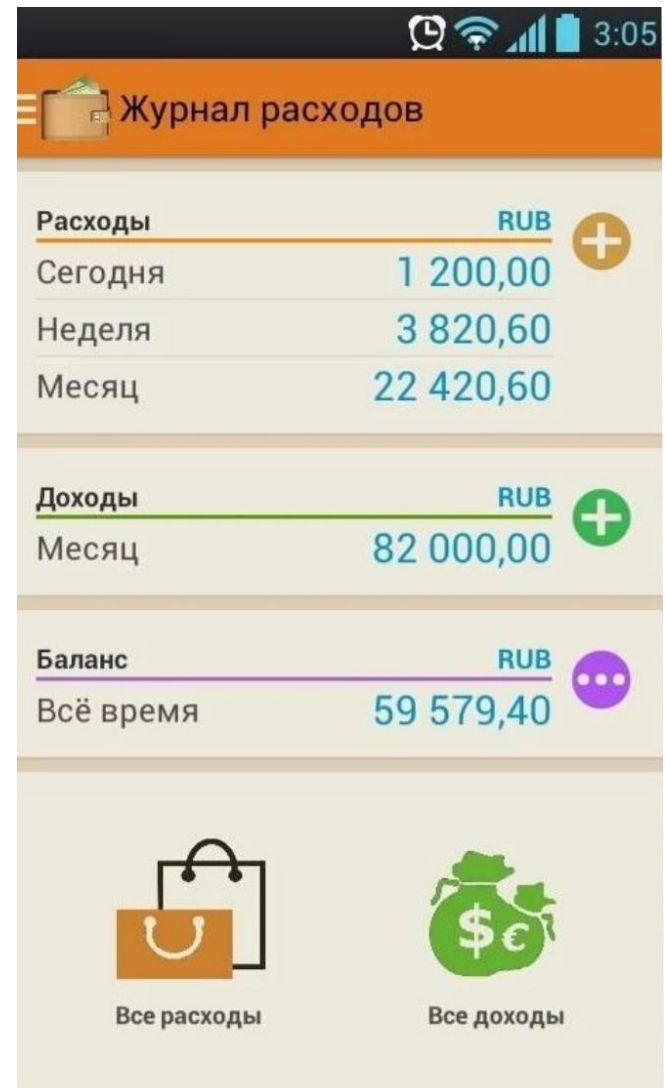 3:05
Журнал расходов
Расходы RUB
Сегодня 1 200,00
Неделя 3 820,60
Месяц 22 420,60
Доходы RUB
Месяц 82 000,00
Баланс RUB
Всё время 59 579,40
$ €
Все расходы Все доходы